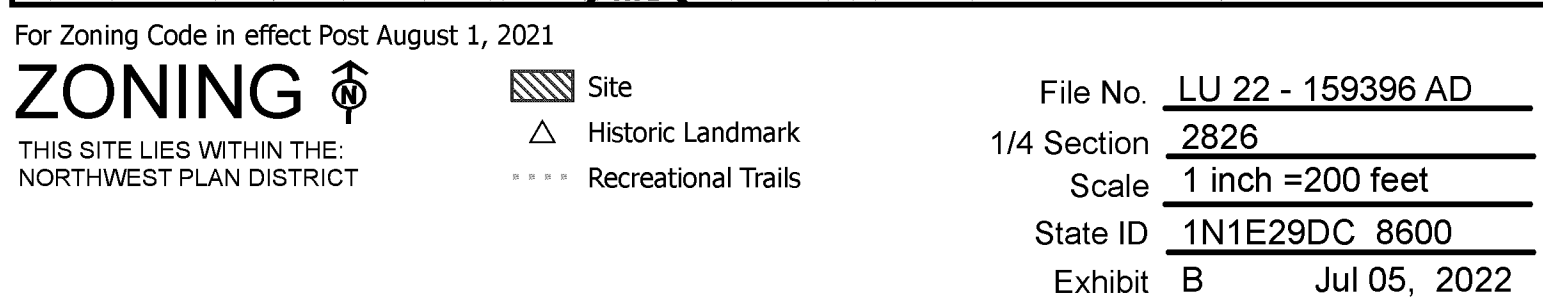 For Zoning Code in effect Post August 1, 2021
ZONING N
THIS SITE LIES WITHIN THE:
NORTHWEST PLAN DISTRICT
Site
Historic Landmark
Recreational Trails
File No. LU 22 - 159396 AD
1/4 Section 2826
Scale 1 inch =200 feet
State ID 1N1E29DC 8600
Exhibit B Jul 05, 2022